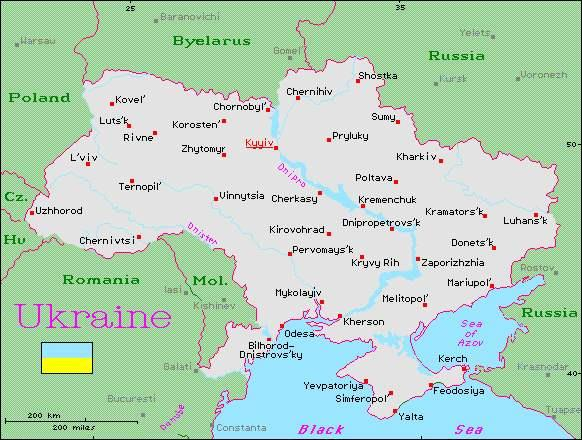 25
35
Baranovichi
Warsaw
Byelarus
Yelets
Gomel
Russia
Kursk
Voronezh
Shostka
Poland
Kovel'
Chernihiv
Chornobyl'
Luts'k
Korosten'
Sumy
Rivne
Pryluky
Kyyiv
50
Zhytomyr
L'viv
Kharkiv
Dnipro
Ternopil'
Poltava
Cz.
Vinnytsia
Cherkasy
Kremenchuk
Uzhhorod
Kramators'k
Luhans'k
Dnipropetrovs'k
Kirovohrad
Dnister
Hu
Chernivtsi
Donets'k
Pervomays'k
Kryvy Rih
Zaporizhzhia
Rostov
Romania
Mol.
Mariupol'
Iasi
Mykolayiv
Kishinev
Melitopol'
Ukraine
Kherson
Russia
Sea
of
Azov
Odesa
Bilhorod-
Dnistrovs'ky
Kerch
Galati
Krasnodar
40
Yevpatoriya
Feodosiya
Simferopol'
Bucuresti
200 km
200 miles
Danube
Yalta
Tuapse
Constanta
Black Sea